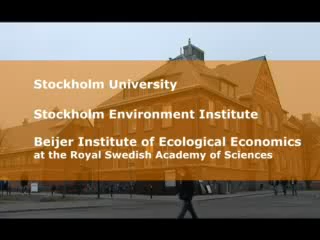 Stockholm University
Stockholm Environment Institute
Beijer Institute of Ecological Economics
at the Royal Swedish Academy of Sciences